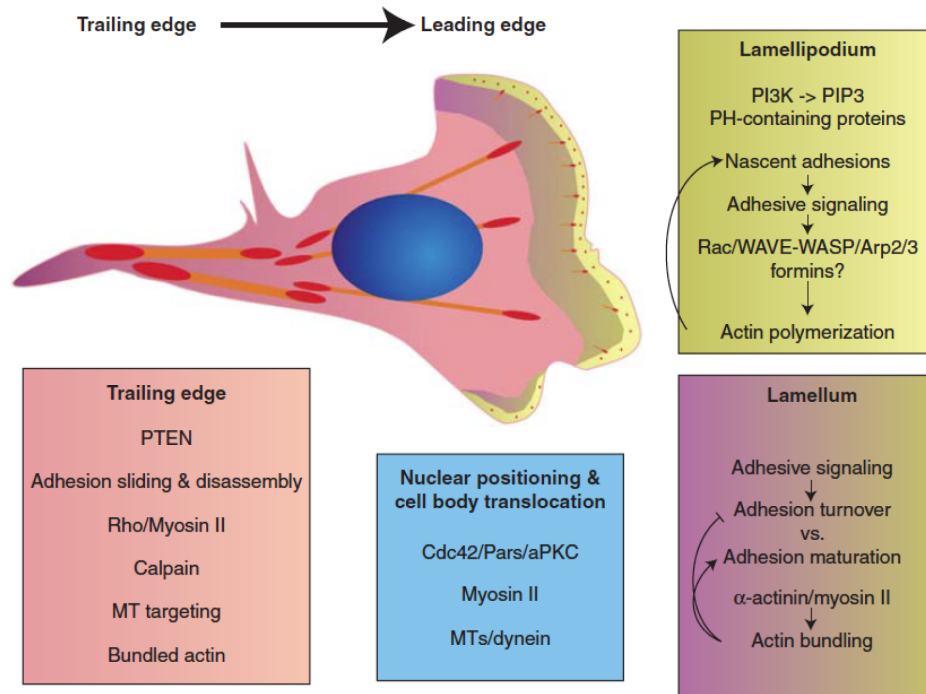 Trailing edge
Leading edge
Lamellipodium
PI3K -> PIP3
PH-containing proteins
Nascent adhesions
Adhesive signaling
Rac/WAVE-WASP/Arp2/3
formins?
Actin polymerization
Trailing edge
PTEN
Adhesion sliding & disassembly
Rho/Myosin II
Calpain
MT targeting
Bundled actin
Nuclear positioning &
cell body translocation
Cdc42/Pars/aPKC
Myosin II
MTs/dynein
Lamellum
Adhesive signaling
Adhesion turnover
vs.
Adhesion maturation
α-actinin/myosin II
Actin bundling